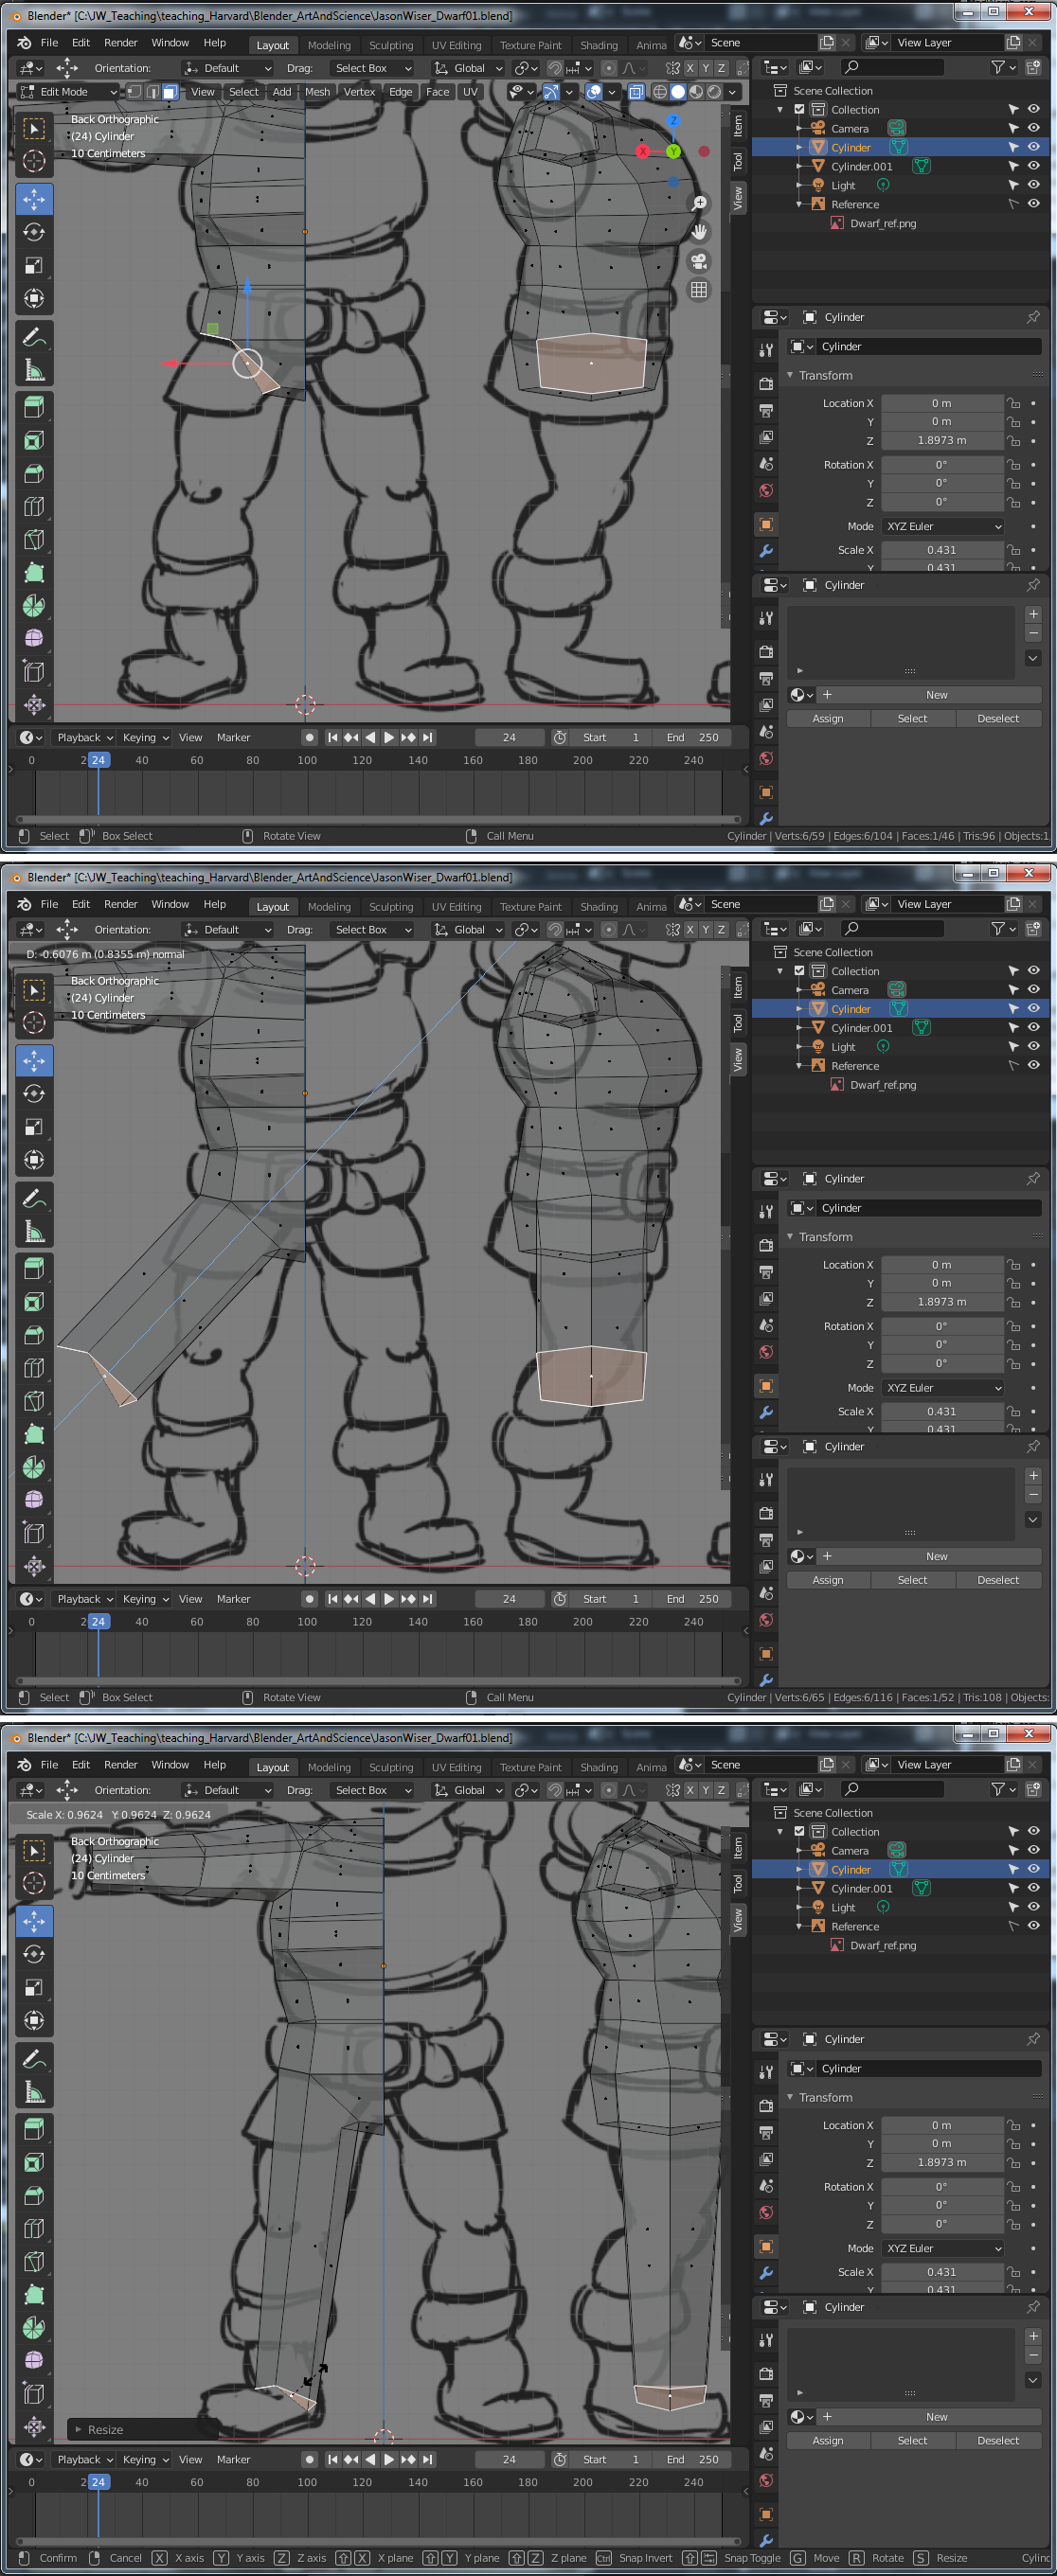 Blender* [C:\JW_Teaching\teaching_Harvard\Blender_ArtAndScience\JasonWiser_Dwarf01.blend]
File Edit Render Window Help Layout Modeling Sculpting UV Editing Texture Paint Shading Anima Scene View Layer
Orientation: Default Drag: Select Box Global X Y Z
Edit Mode View Select Add Mesh Vertex Edge Face UV
Back Orthographic
(24) Cylinder
10 Centimeters
Z
X
Y
Item
Tool
View
Scene Collection
Collection
Camera
Cylinder
Cylinder.001
Light
Reference
Dwarf_ref.png
Cylinder
Cylinder
Transform
Location X 0 m
Y 0 m
Z 1.8973 m
Rotation X 0°
Y 0°
Z 0°
Mode XYZ Euler
Scale X 0.431
Y 0.431
Cylinder
New
Assign Select Deselect
Playback Keying View Marker 24 Start 1 End 250
0 2 24 40 60 80 100 120 140 160 180 200 220 240
Select Box Select Rotate View Call Menu Cylinder | Verts:6/59 | Edges:6/104 | Faces:1/46 | Tris:96 | Objects:1
Blender* [C:\JW_Teaching\teaching_Harvard\Blender_ArtAndScience\JasonWiser_Dwarf01.blend]
File Edit Render Window Help Layout Modeling Sculpting UV Editing Texture Paint Shading Anima Scene View Layer
Orientation: Default Drag: Select Box Global X Y Z
D: -0.6076 m (0.8355 m) normal
Back Orthographic
(24) Cylinder
10 Centimeters
Item
Tool
View
Scene Collection
Collection
Camera
Cylinder
Cylinder.001
Light
Reference
Dwarf_ref.png
Cylinder
Cylinder
Transform
Location X 0 m
Y 0 m
Z 1.8973 m
Rotation X 0°
Y 0°
Z 0°
Mode XYZ Euler
Scale X 0.431
Y 0.431
Cylinder
New
Assign Select Deselect
Playback Keying View Marker 24 Start 1 End 250
0 2 24 40 60 80 100 120 140 160 180 200 220 240
Select Box Select Rotate View Call Menu Cylinder | Verts:6/65 | Edges:6/116 | Faces:1/52 | Tris:108 | Objects:
Blender* [C:\JW_Teaching\teaching_Harvard\Blender_ArtAndScience\JasonWiser_Dwarf01.blend]
File Edit Render Window Help Layout Modeling Sculpting UV Editing Texture Paint Shading Anima Scene View Layer
Orientation: Default Drag: Select Box Global X Y Z
Scale X: 0.9624 Y: 0.9624 Z: 0.9624
Back Orthographic
(24) Cylinder
10 Centimeters
Item
Tool
View
Resize
Scene Collection
Collection
Camera
Cylinder
Cylinder.001
Light
Reference
Dwarf_ref.png
Cylinder
Cylinder
Transform
Location X 0 m
Y 0 m
Z 1.8973 m
Rotation X 0°
Y 0°
Z 0°
Mode XYZ Euler
Scale X 0.431
Y 0.431
Cylinder
New
Assign Select Deselect
Playback Keying View Marker 24 Start 1 End 250
0 2 24 40 60 80 100 120 140 160 180 200 220 240
Confirm Cancel X X axis Y Y axis Z Z axis X X plane Y Y plane Z Z plane Ctrl Snap Invert Snap Toggle G Move R Rotate S Resize Cylinc